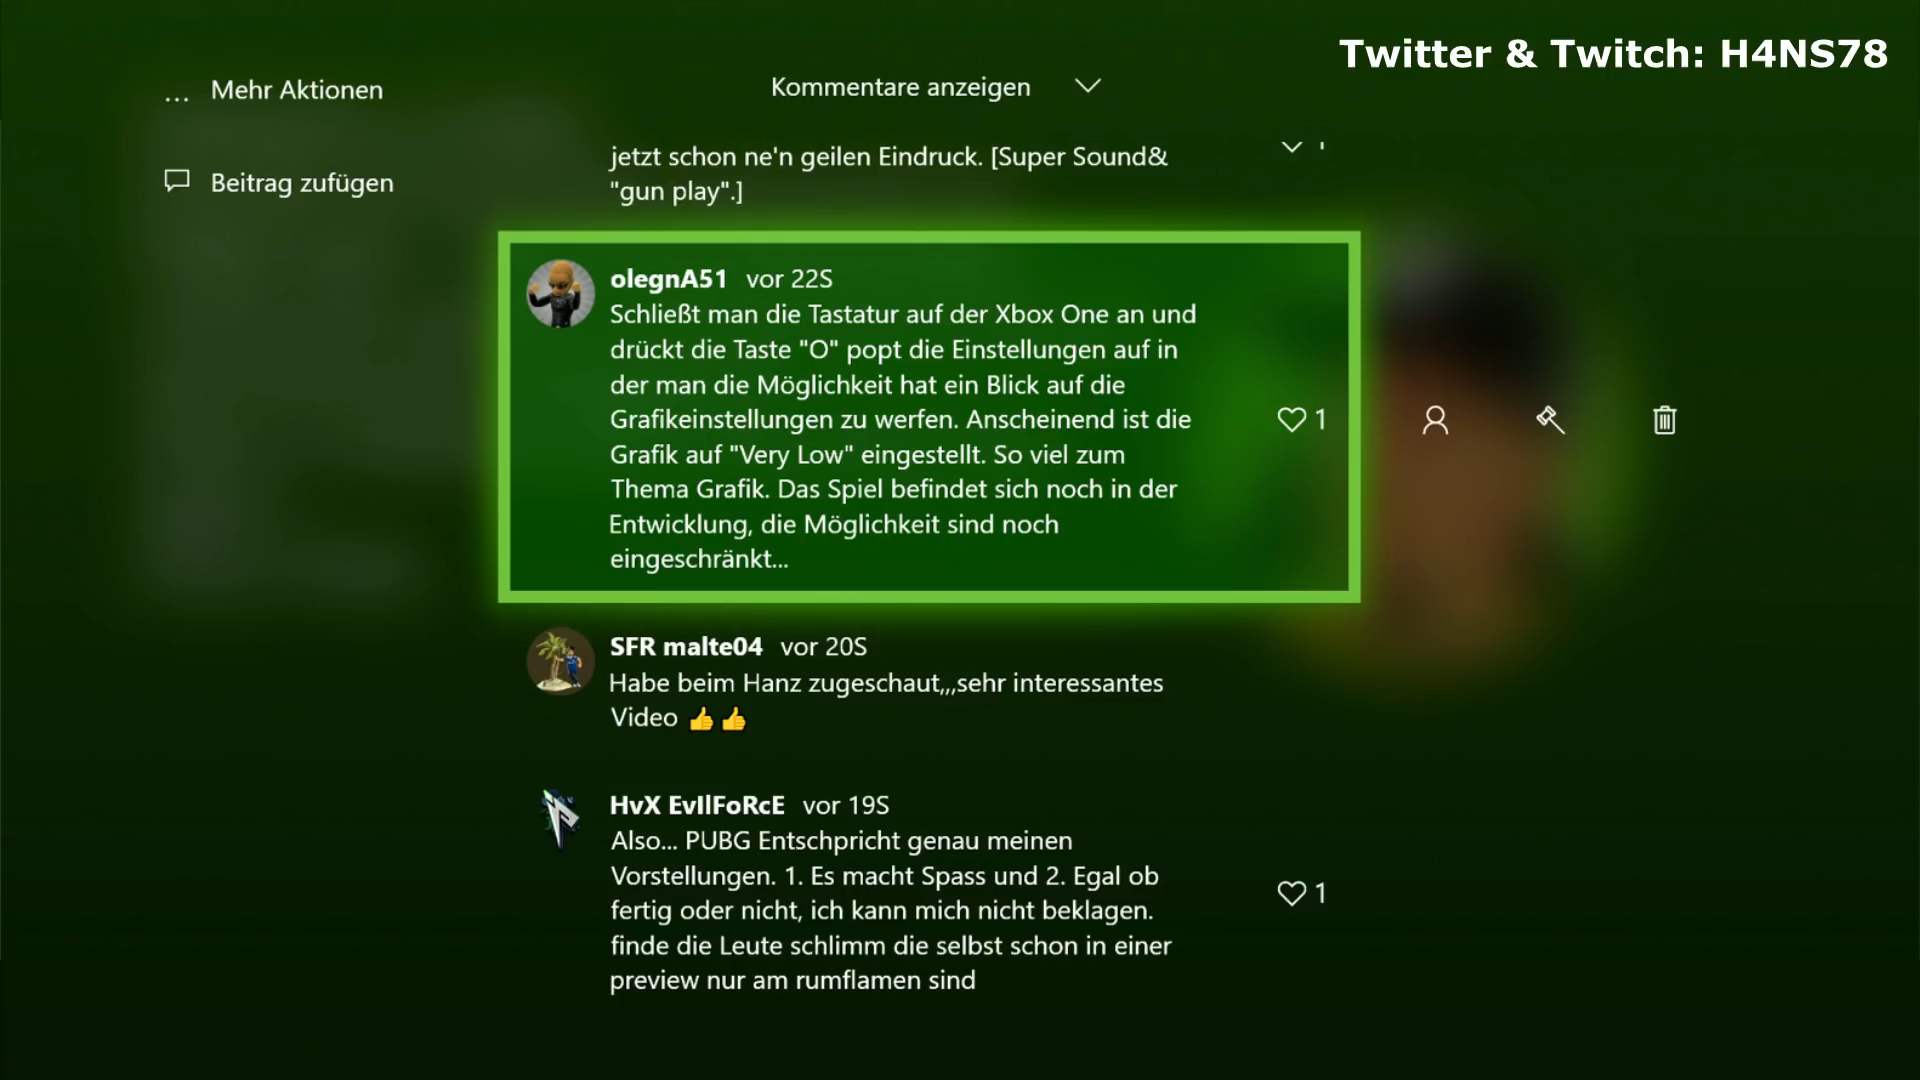 Twitter & Twitch: H4NS78
... Mehr Aktionen
Beitrag zufügen
Kommentare anzeigen
jetzt schon ne'n geilen Eindruck. [Super Sound&
"gun play".]
olegnA51 vor 22S
Schließt man die Tastatur auf der Xbox One an und
drückt die Taste "O" popt die Einstellungen auf in
der man die Möglichkeit hat ein Blick auf die
Grafikeinstellungen zu werfen. Anscheinend ist die
Grafik auf "Very Low" eingestellt. So viel zum
Thema Grafik. Das Spiel befindet sich noch in der
Entwicklung, die Möglichkeit sind noch
eingeschränkt...
1
SFR malte04 vor 20S
Habe beim Hanz zugeschaut,,,sehr interessantes
Video 👍👍
HvX EvIlFoRcE vor 19S
Also... PUBG Entschpricht genau meinen
Vorstellungen. 1. Es macht Spass und 2. Egal ob
fertig oder nicht, ich kann mich nicht beklagen.
finde die Leute schlimm die selbst schon in einer
preview nur am rumflamen sind
1